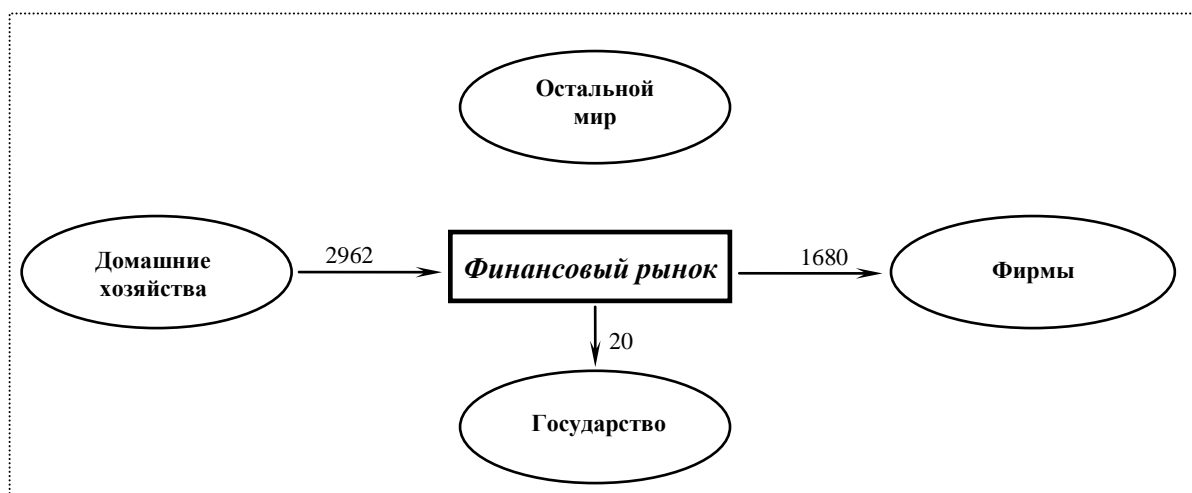 Остальной
мир
Домашние
хозяйства
2962
Финансовый рынок
1680
Фирмы
20
Государство